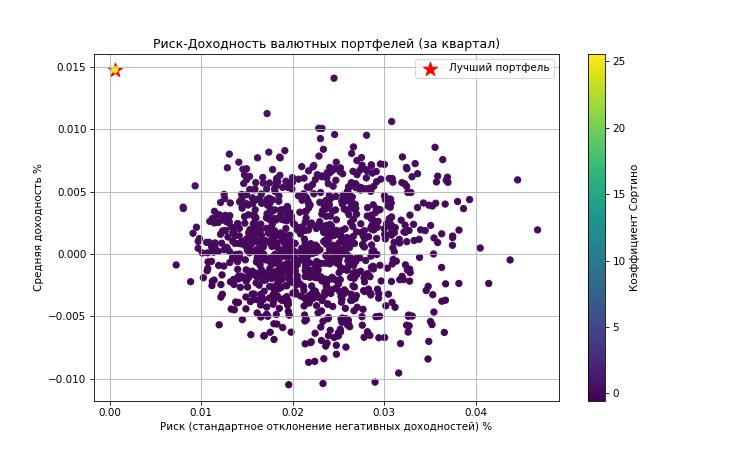 Риск-Доходность валютных портфелей (за квартал)
Лучший портфель
Средняя доходность %
0.015
0.010
0.005
0.000
−0.005
−0.010
0.00 0.01 0.02 0.03 0.04
Риск (стандартное отклонение негативных доходностей) %
25
20
15
10
5
0
Коэффициент Сортино